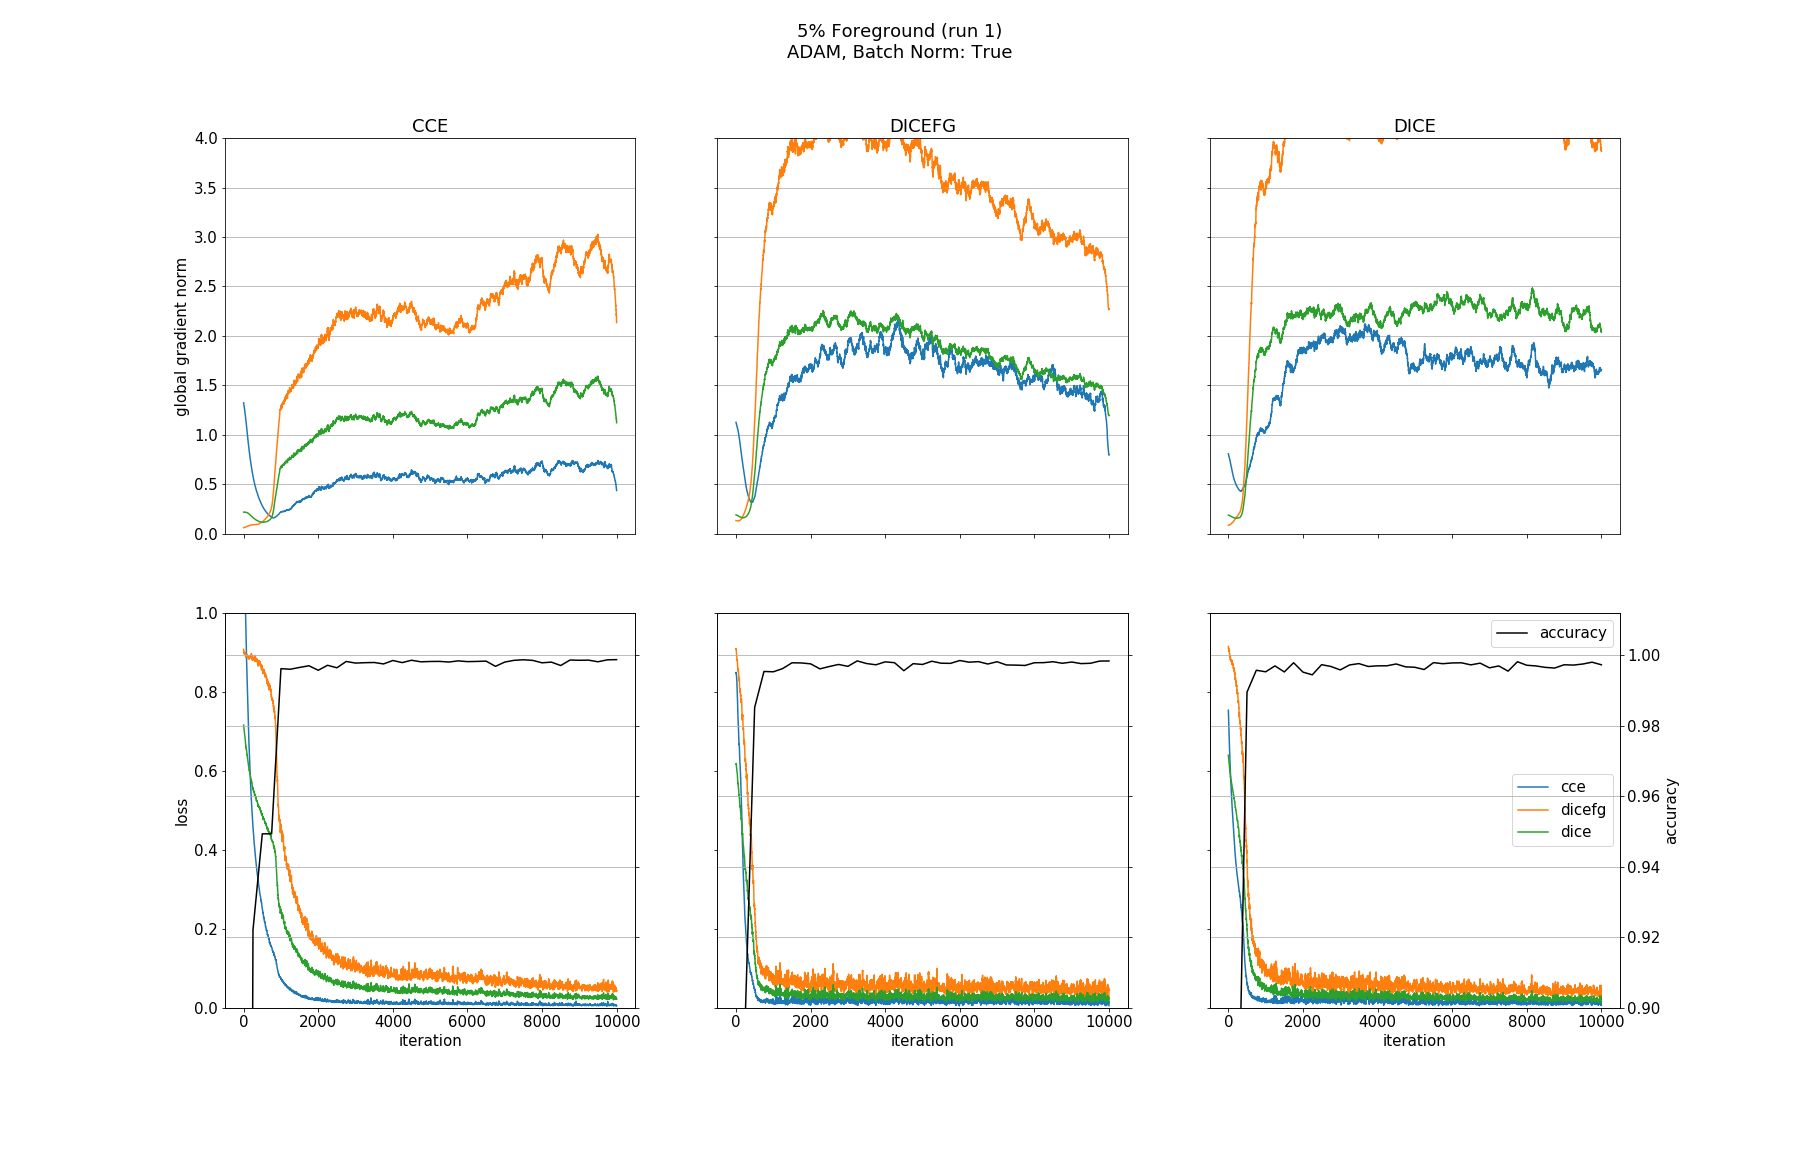 5% Foreground (run 1)
ADAM, Batch Norm: True
CCE
DICEFG
DICE
4.0
3.5
3.0
2.5
2.0
1.5
1.0
0.5
0.0
global gradient norm
1.0
0.8
0.6
0.4
0.2
0.0
loss
0 2000 4000 6000 8000 10000
iteration
0 2000 4000 6000 8000 10000
iteration
0 2000 4000 6000 8000 10000
iteration
accuracy
cce
dicefg
dice
1.00
0.98
0.96
0.94
0.92
0.90
accuracy